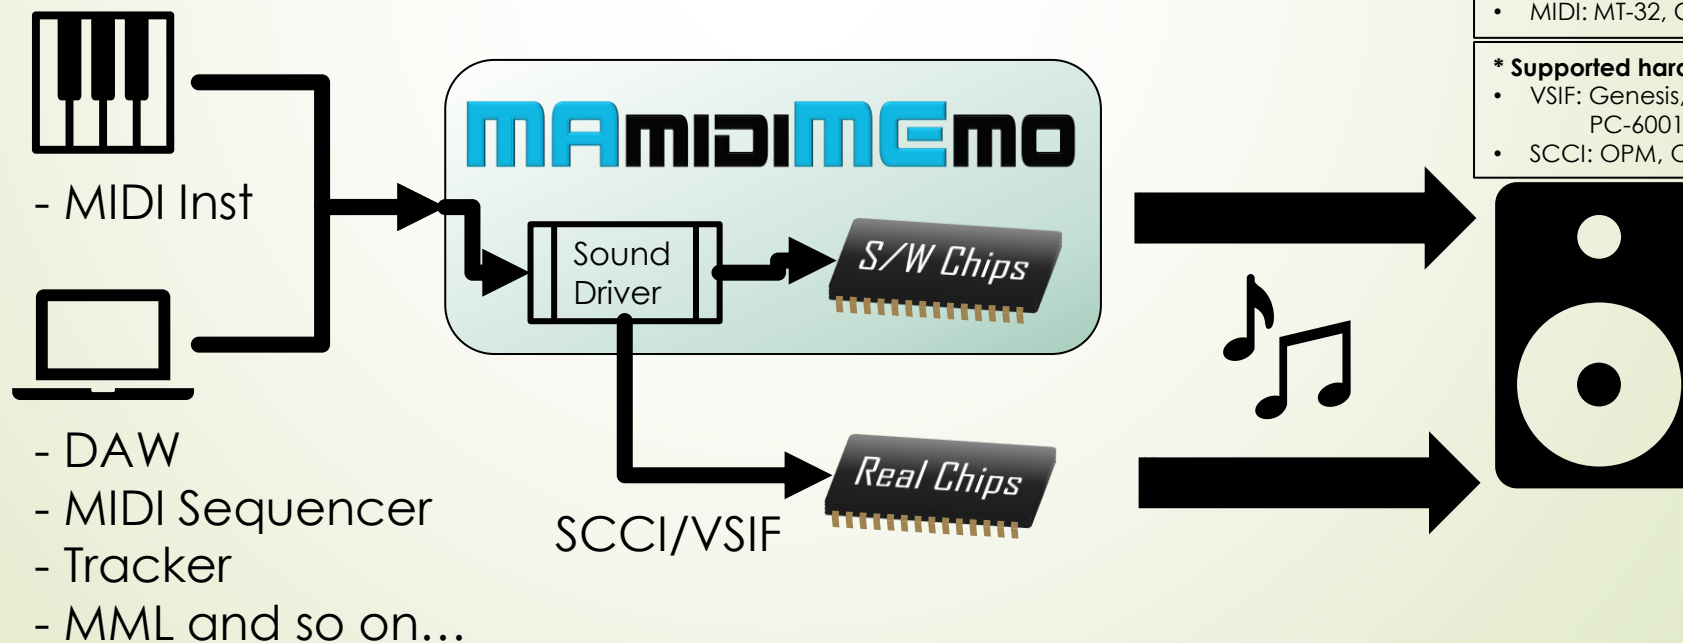 - MIDI Inst
- DAW
- MIDI Sequencer
- Tracker
- MML and so on...
MAmidiMEmo
Sound
Driver
S/W Chips
Real Chips
SCCI/VSIF
• MIDI: MT-32,
* Supported
• VSIF: Genesis,
PC-6001
• SCCI: OPM,